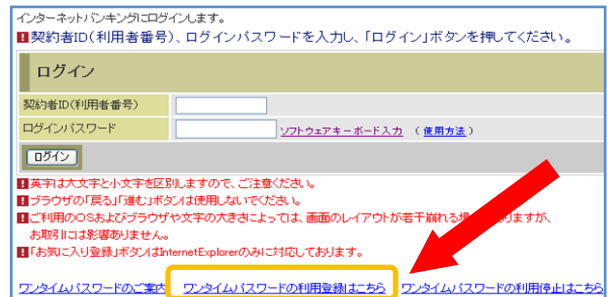 インターネットバンキングにログインします。
契約者ID(利用者番号)、ログインパスワードを入力し、「ログイン」ボタンを押してください。
ログイン
契約者ID(利用者番号)
ログインパスワード ソフトウェアキーボード入力 (使用方法)
ログイン
英字は大文字と小文字を区別しますので、ご注意ください。
ブラウザの「戻る」「進む」ボタンは使用しないでください。
ご利用のOSおよびブラウザや文字の大きさによっては、画面のレイアウトが若干崩れる場 ありますが、
お取引には影響ありません。
「お気に入り登録」ボタンはInternetExplorerのみに対応しております。
ワンタイムパスワードのご案内 ワンタイムパスワードの利用登録はこちら ワンタイムパスワードの利用停止はこちら